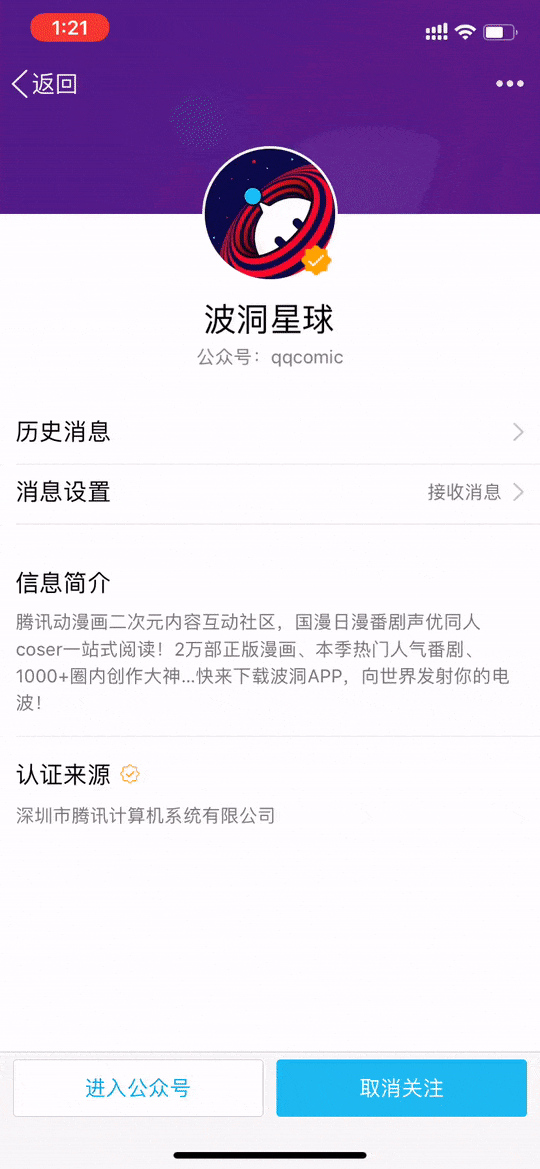 1:21
返回
波洞星球
公众号：qqcomic
历史消息
消息设置
接收消息
信息简介
腾讯动漫画二次元内容互动社区，国漫日漫番剧声优同人
coser一站式阅读！2万部正版漫画、本季热门人气番剧、
1000+圈内创作大神...快来下载波洞APP，向世界发射你的电
波！
认证来源
深圳市腾讯计算机系统有限公司
进入公众号
取消关注